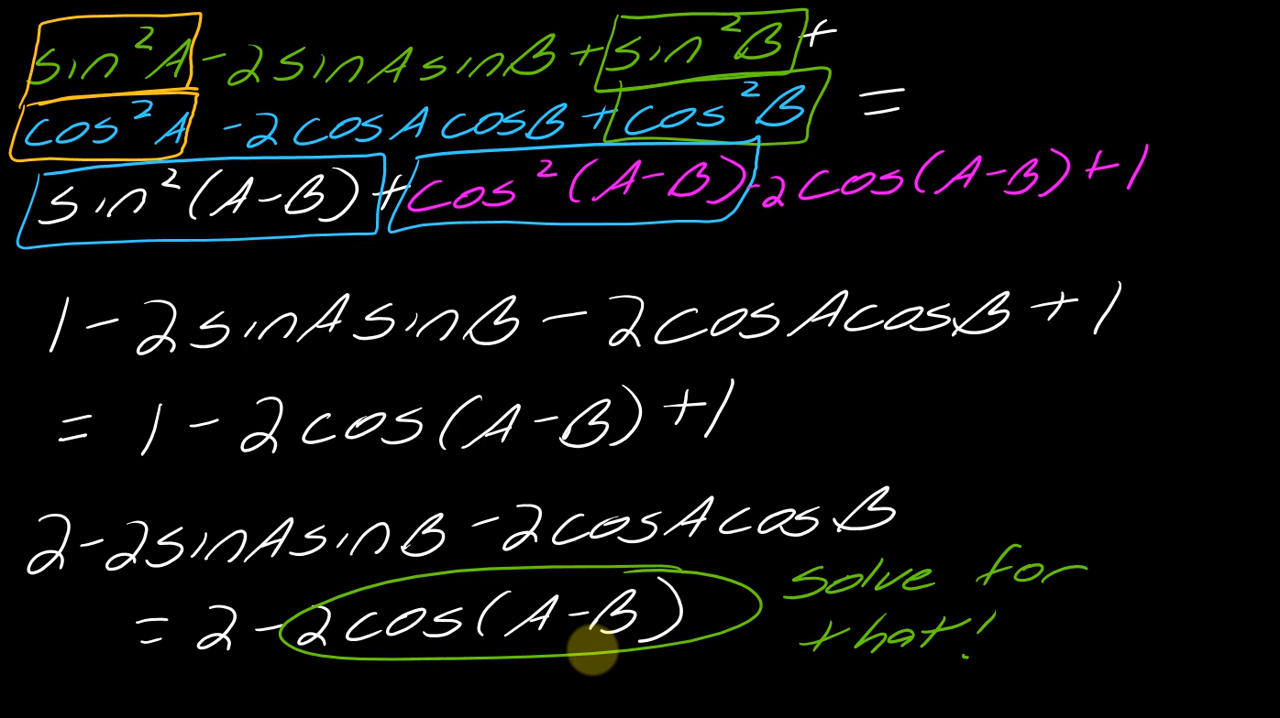 sin²A - 2sinAsinB + sin²B +
cos²A - 2cosAcosB + cos²B =
sin²(A-B) + cos²(A-B) - 2cos(A-B) + 1
1 - 2sinAsinB - 2cosAcosB + 1
= 1 - 2cos(A-B) + 1
2 - 2sinAsinB - 2cosAcosB
= 2 - 2cos(A-B)
solve for
that!